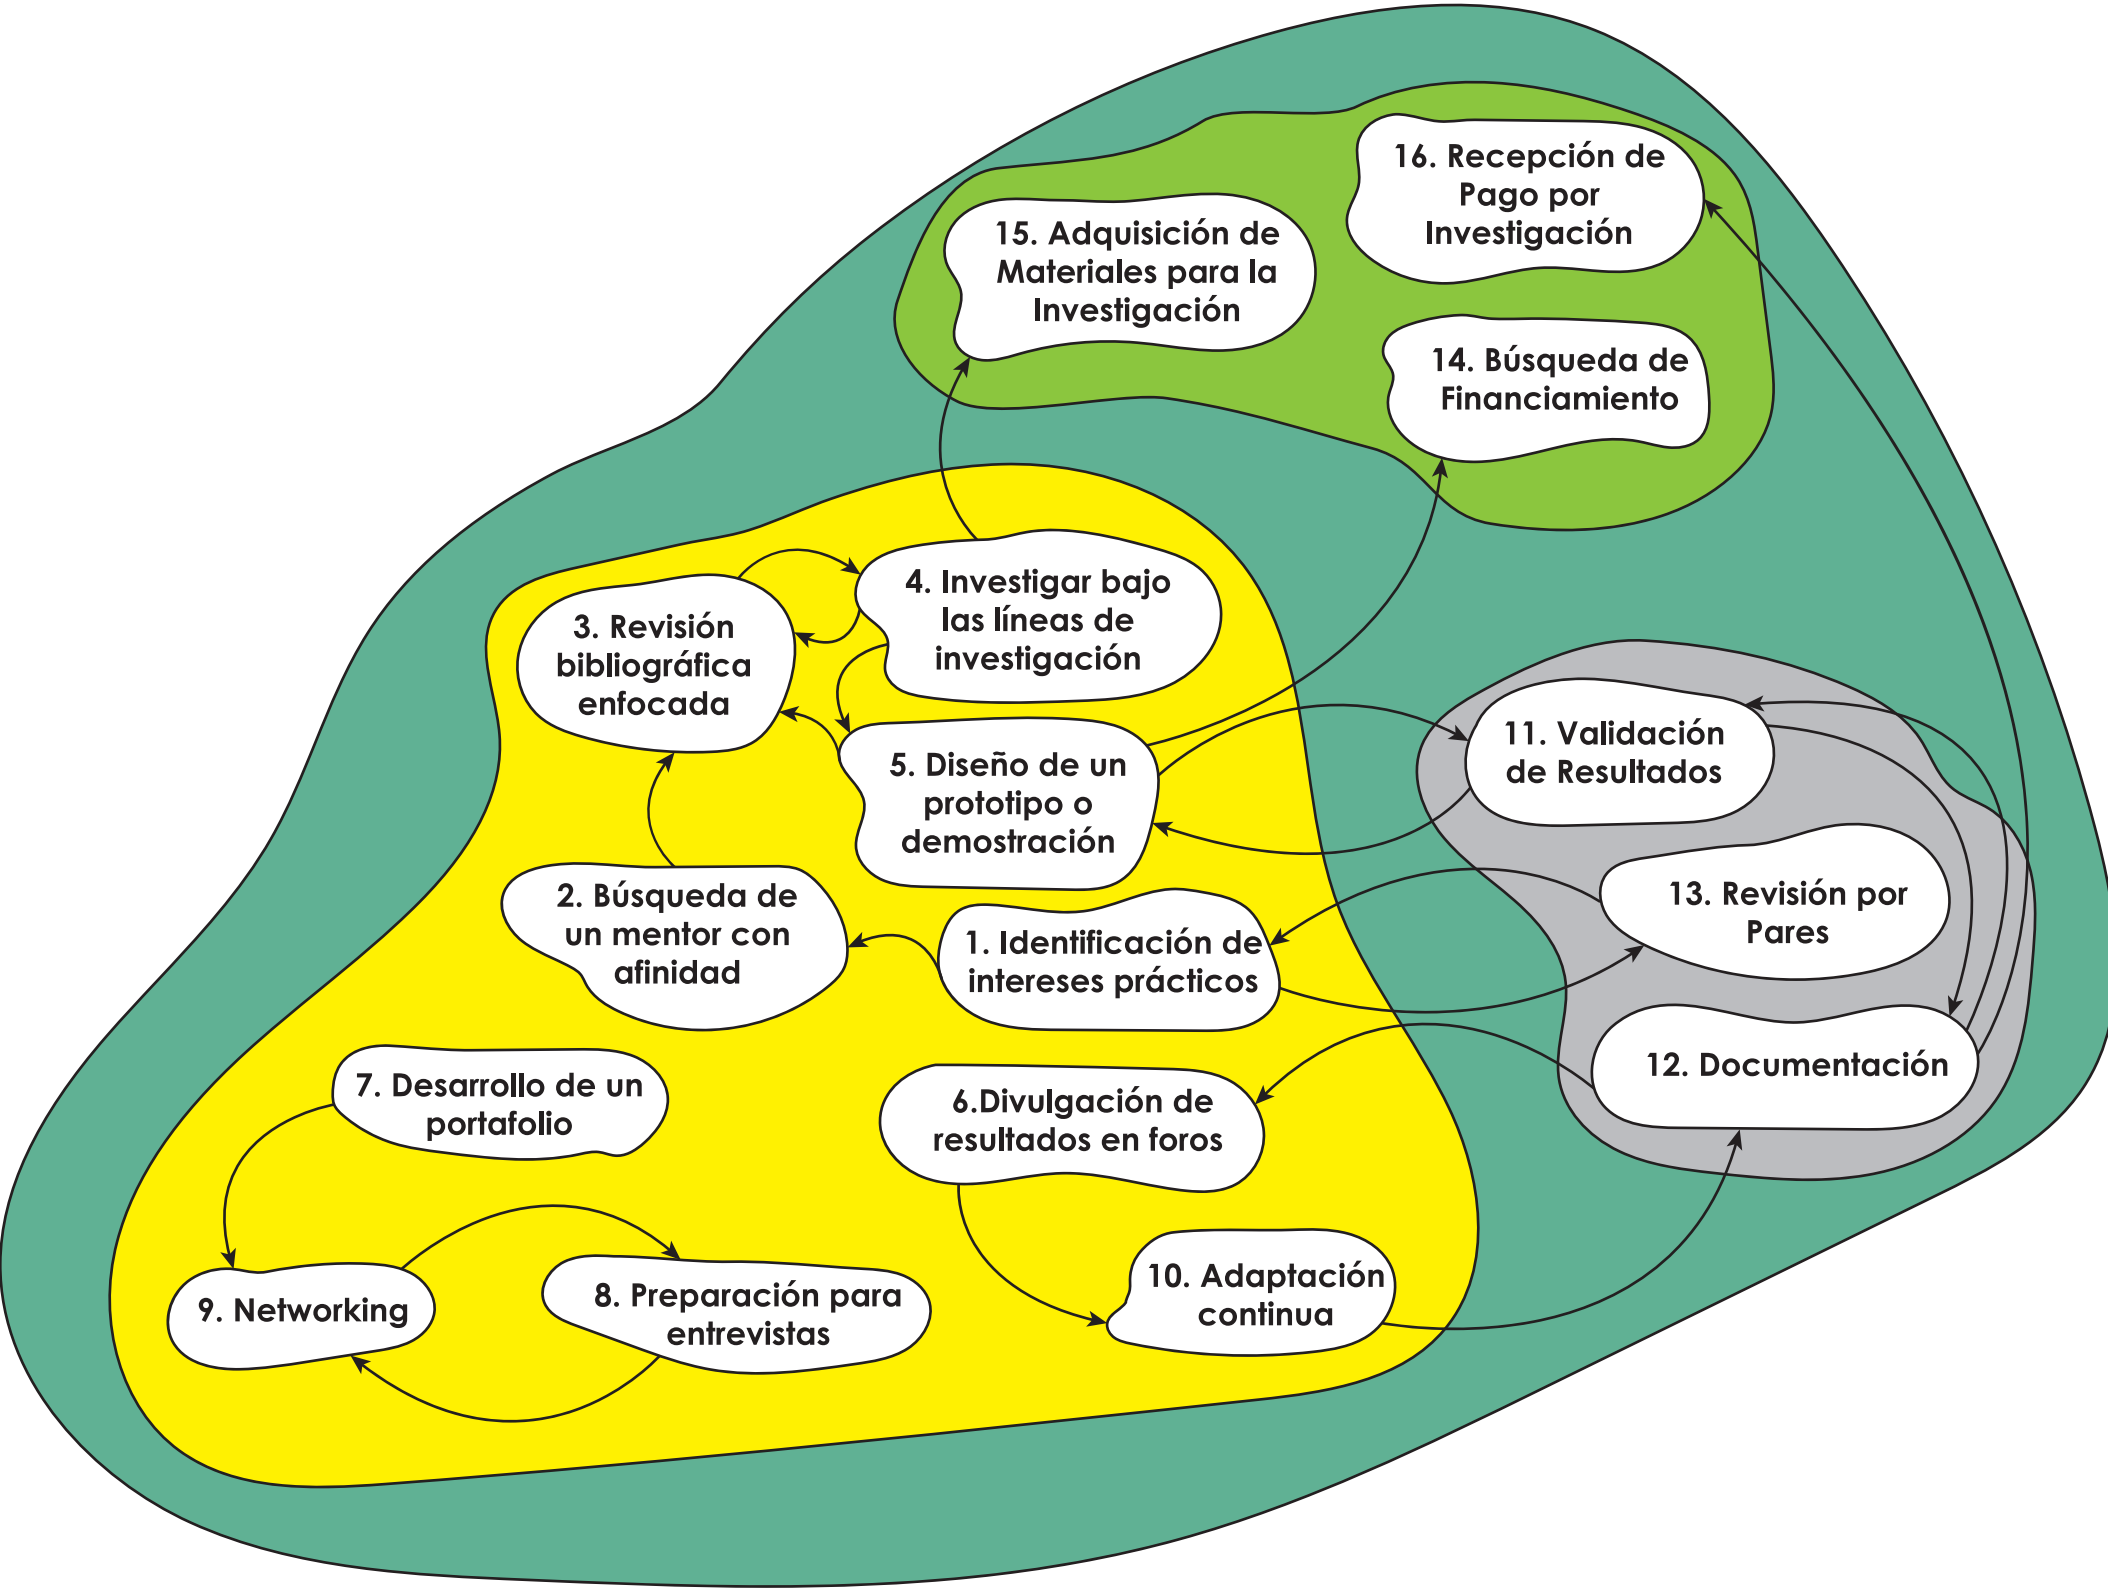 16. Recepción de
Pago por
Investigación
15. Adquisición de
Materiales para la
Investigación
14. Búsqueda de
Financiamiento
4. Investigar bajo
las líneas de
investigación
3. Revisión
bibliográfica
enfocada
5. Diseño de un
prototipo o
demostración
11. Validación
de Resultados
2. Búsqueda de
un mentor con
afinidad
1. Identificación de
intereses prácticos
13. Revisión por
Pares
12. Documentación
7. Desarrollo de un
portafolio
6.Divulgación de
resultados en foros
9. Networking
8. Preparación para
entrevistas
10. Adaptación
continua